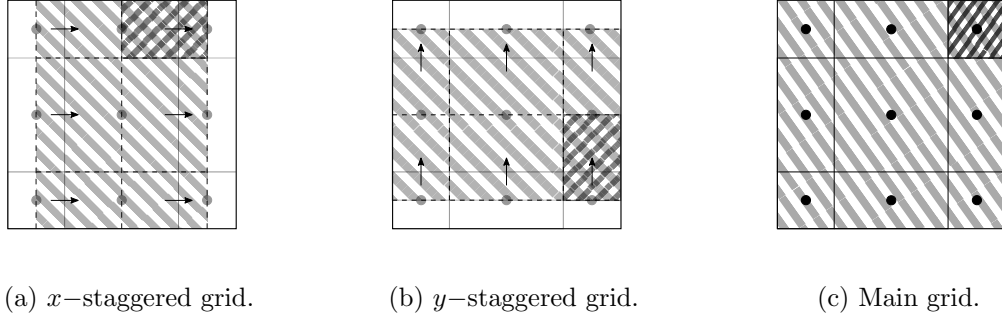 (a) x−staggered grid. (b) y−staggered grid. (c) Main grid.